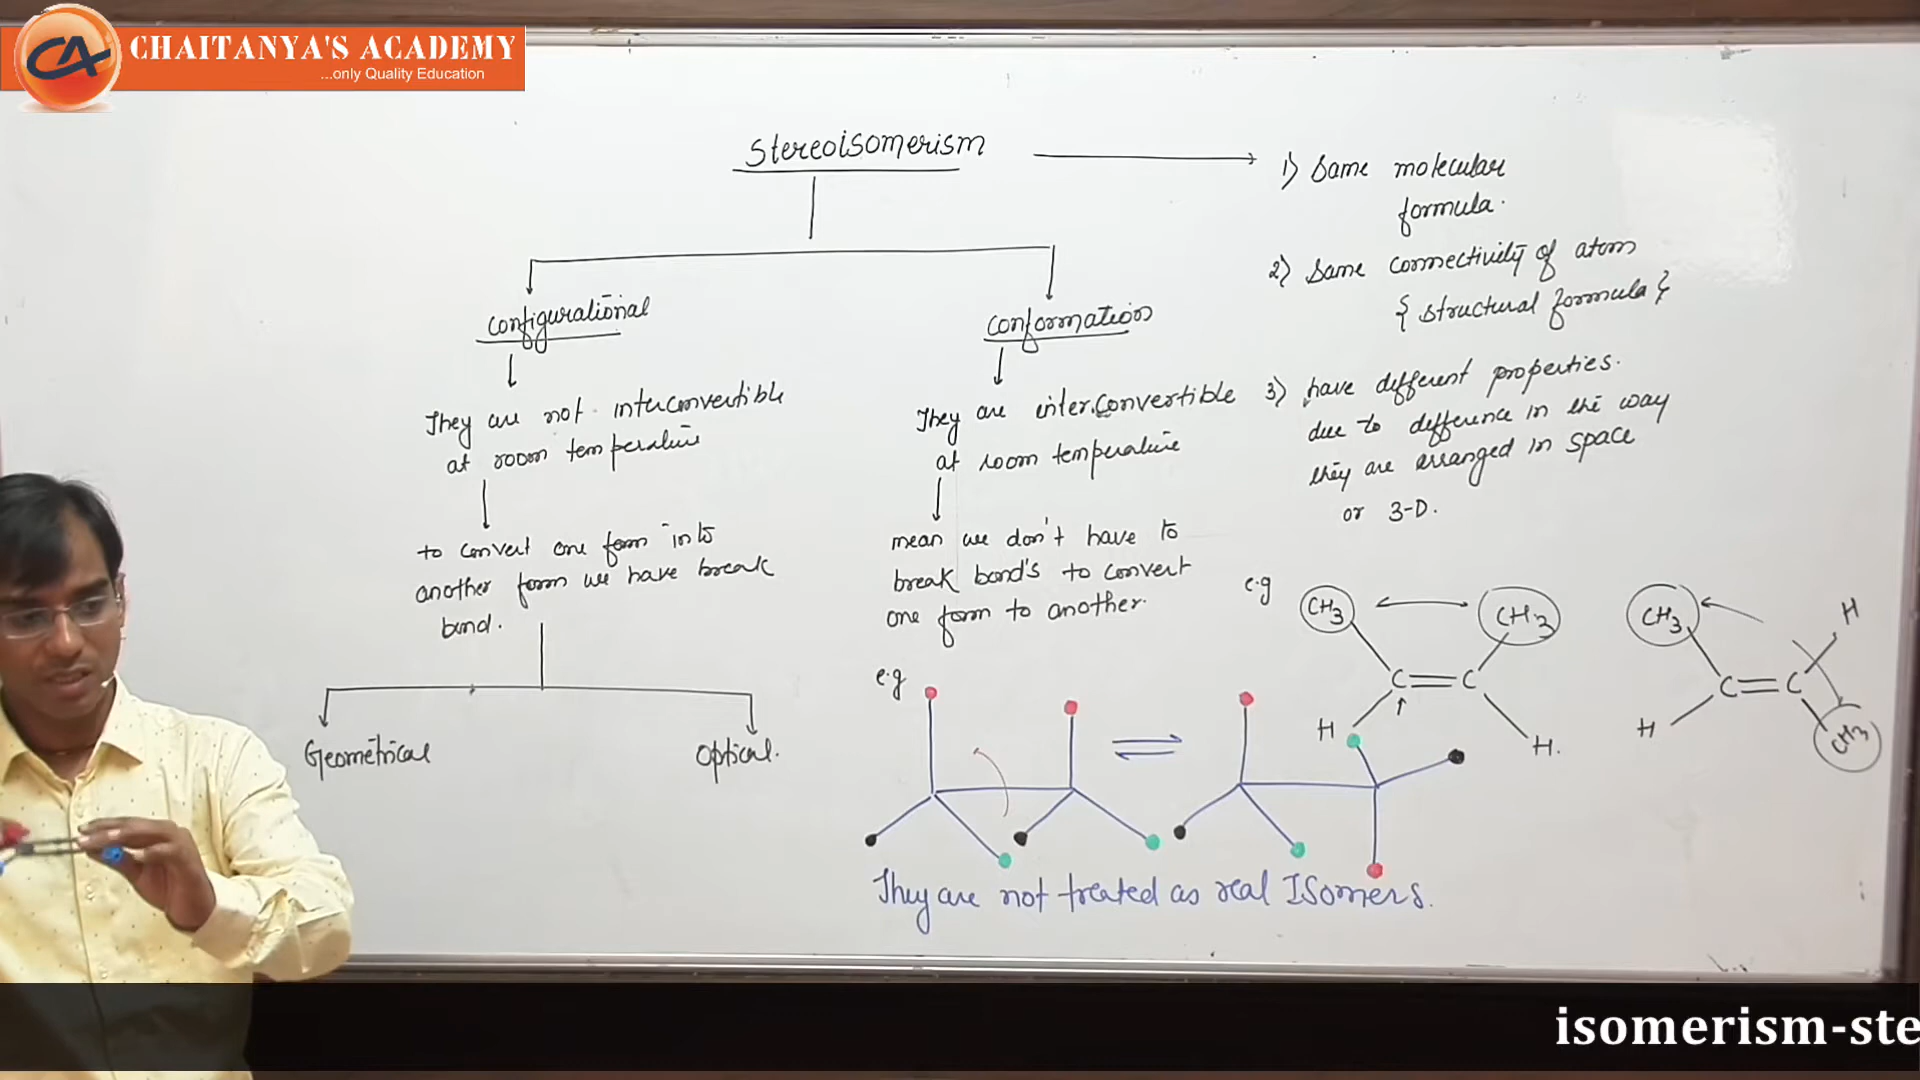 CHAITANYA'S ACADEMY
...only Quality Education
CA
Stereoisomerism
1) Same molecular
formula.
2) Same connectivity of atom
{ structural formula }
3) have different properties.
due to difference in the way
they are arranged in space
or 3-D.
configurational
They are not interconvertible
at room temperature
to convert one form into
another form we have break
bond.
Geometrical
Optical.
conformation
They are inter.convertible
at room temperature
mean we don't have to
break bond's to convert
one form to another.
e.g
They are not treated as real Isomers.
e.g
CH3 CH3
C=C
H H.
CH3 H
C=C
H CH3
isomerism-ste